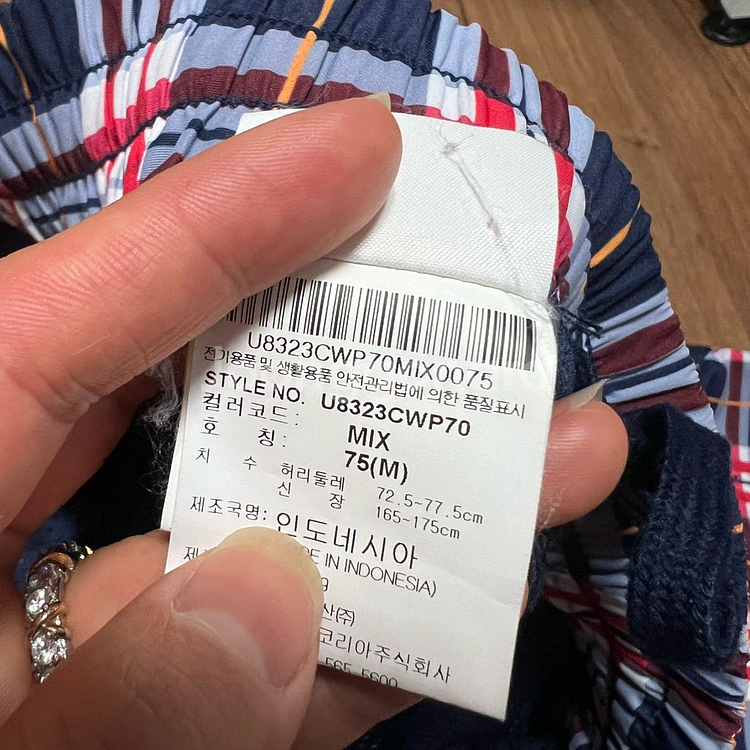 U8323CWP70MIX0075
전기용품 및 생활용품 안전관리법에 의한 품질표시
STYLE NO. U8323CWP70
컬러코드: MIX
호 칭: 75(M)
치 수 허리둘레 72.5~77.5cm
신 장 165~175cm
제조국명: 인도네시아
IN INDONESIA)
9
산(주)
코리아주식회사